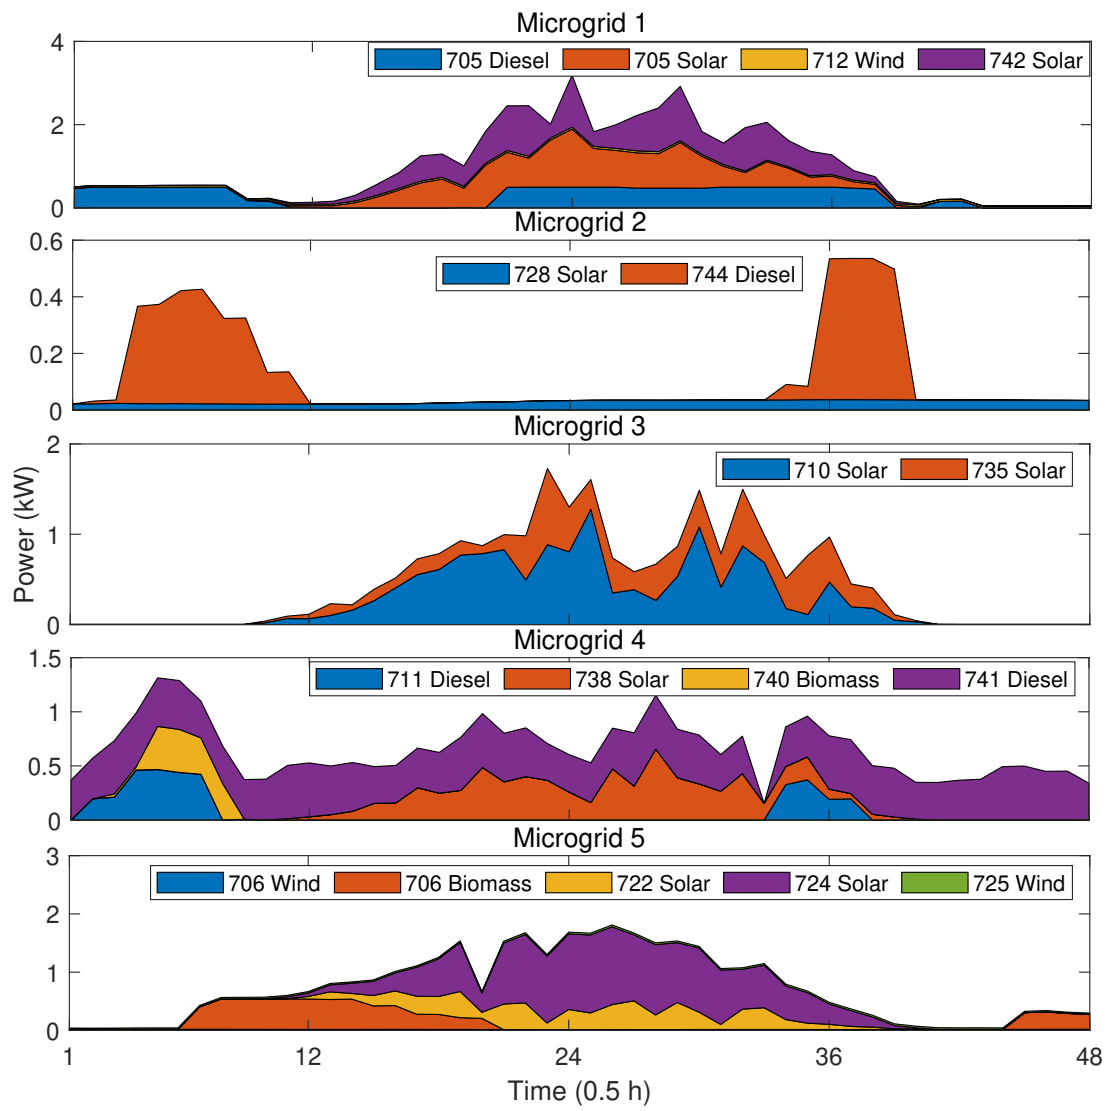 Microgrid 1
4
705 Diesel 705 Solar 712 Wind 742 Solar
2
0
Microgrid 2
0.6
728 Solar 744 Diesel
0.4
0.2
0
Microgrid 3
2
710 Solar 735 Solar
1
0
Power (kW)
Microgrid 4
1.5
711 Diesel 738 Solar 740 Biomass 741 Diesel
1
0.5
0
Microgrid 5
3
706 Wind 706 Biomass 722 Solar 724 Solar 725 Wind
2
1
0
1 12 24 36 48
Time (0.5 h)